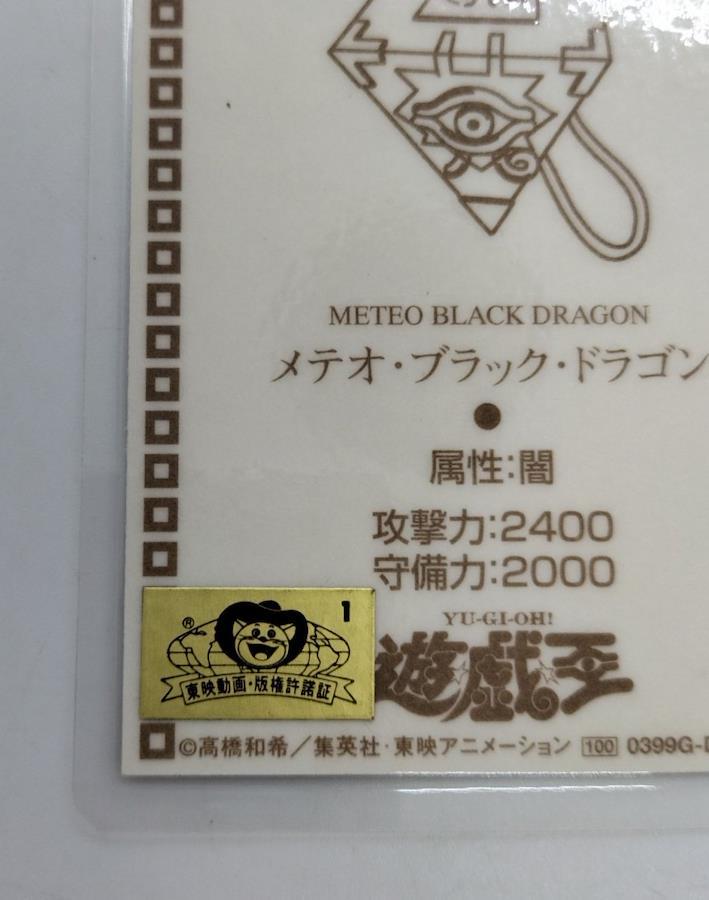 METEO BLACK DRAGON
メテオ・ブラック・ドラゴン
属性:闇
攻撃力:2400
守備力:2000
YU-GI-OH!
遊☆戯☆王
1
®
東映動画・版権許諾証
©高橋和希／集英社・東映アニメーション 100 0399G-D